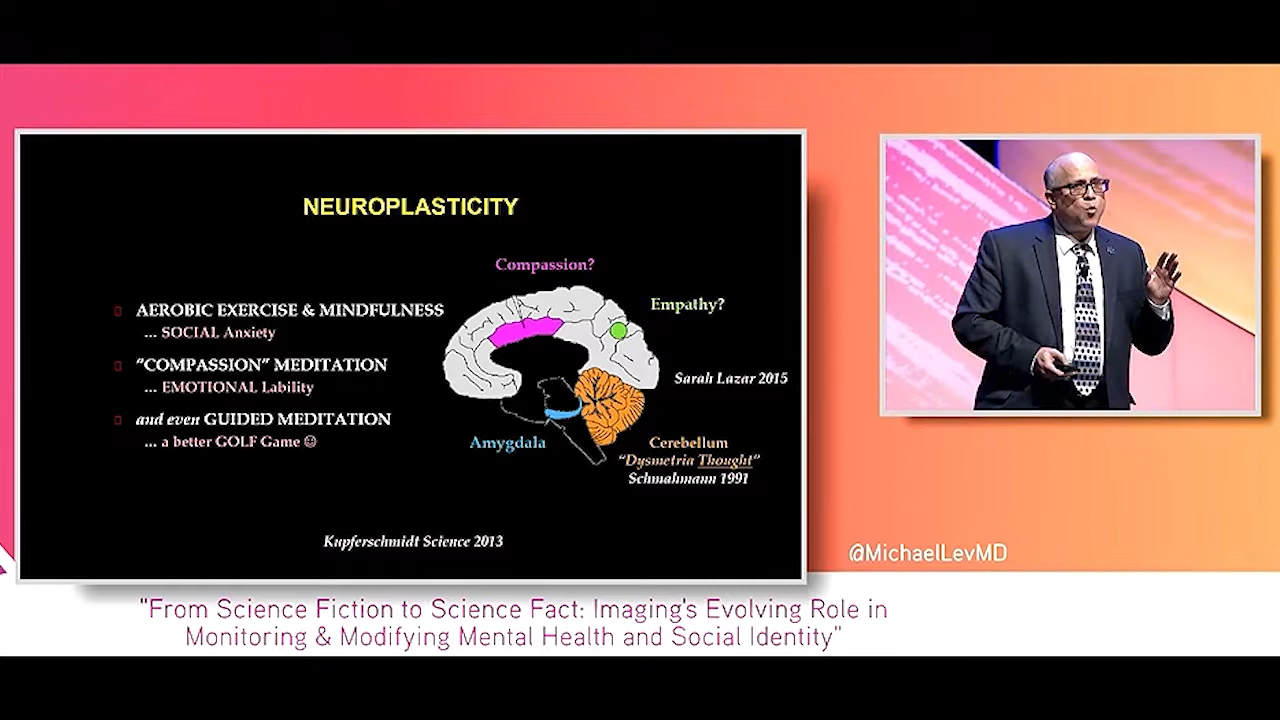 NEUROPLASTICITY
AEROBIC EXERCISE & MINDFULNESS
... SOCIAL Anxiety
"COMPASSION" MEDITATION
... EMOTIONAL Lability
and even GUIDED MEDITATION
... a better GOLF Game ☺
Compassion?
Empathy?
Sarah Lazar 2015
Amygdala
Cerebellum
"Dysmetria Thought"
Schmahmann 1991
Kupferschmidt Science 2013
@MichaelLevMD
"From Science Fiction to Science Fact: Imaging's Evolving Role in
Monitoring & Modifying Mental Health and Social Identity"